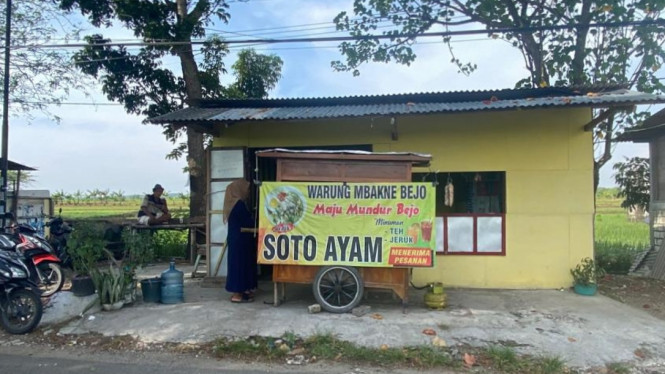 WARUNG MBAKNE BEJO
Maju Mundur Bejo
Minuman
TEH
JERUK
SOTO AYAM
MENERIMA
PESANAN